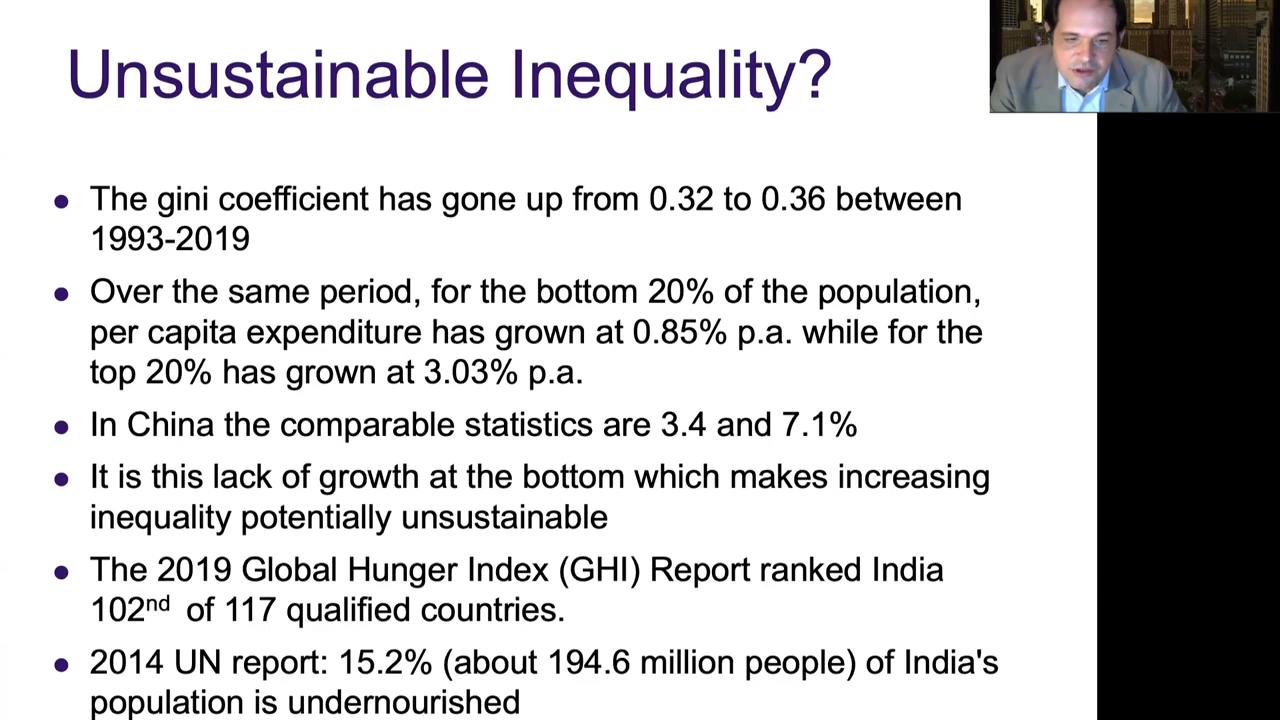 Unsustainable Inequality?
• The gini coefficient has gone up from 0.32 to 0.36 between
1993-2019
• Over the same period, for the bottom 20% of the population,
per capita expenditure has grown at 0.85% p.a. while for the
top 20% has grown at 3.03% p.a.
• In China the comparable statistics are 3.4 and 7.1%
• It is this lack of growth at the bottom which makes increasing
inequality potentially unsustainable
• The 2019 Global Hunger Index (GHI) Report ranked India
102nd of 117 qualified countries.
• 2014 UN report: 15.2% (about 194.6 million people) of India's
population is undernourished